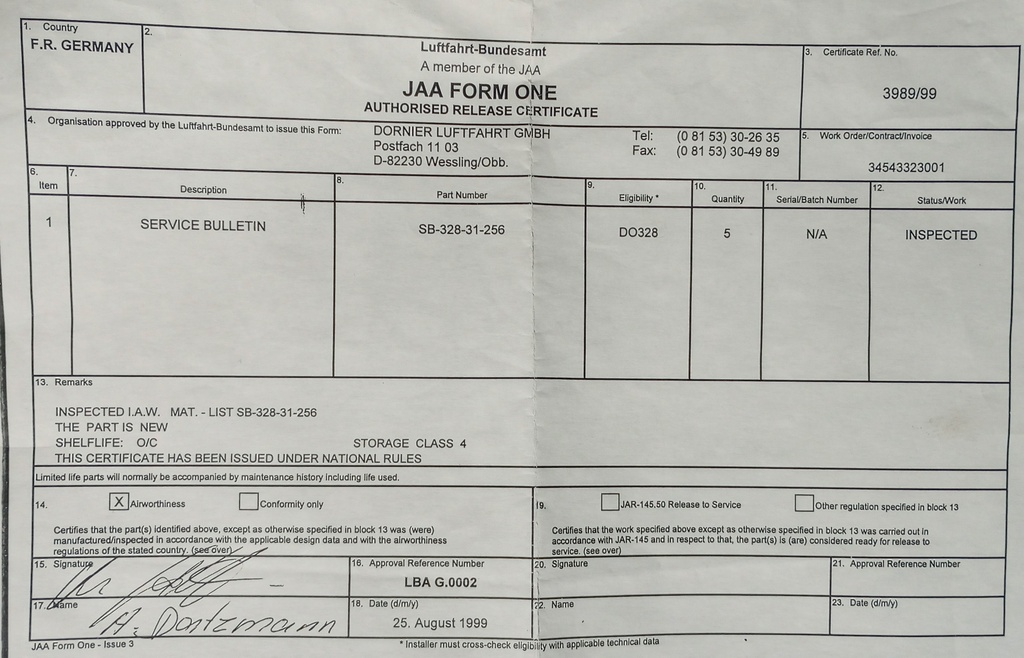 1. Country
F.R. GERMANY
2.
Luftfahrt-Bundesamt
A member of the JAA
JAA FORM ONE
AUTHORISED RELEASE CERTIFICATE
3. Certificate Ref. No.
3989/99
4. Organisation approved by the Luftfahrt-Bundesamt to issue this Form:
DORNIER LUFTFAHRT GMBH
Postfach 11 03
D-82230 Wessling/Obb.
Tel: (0 81 53) 30-26 35
Fax: (0 81 53) 30-49 89
5. Work Order/Contract/Invoice
34543323001
6. Item
7. Description
8. Part Number
9. Eligibility *
10. Quantity
11. Serial/Batch Number
12. Status/Work
1 SERVICE BULLETIN SB-328-31-256 DO328 5 N/A INSPECTED
13. Remarks
INSPECTED I.A.W. MAT. - LIST SB-328-31-256
THE PART IS NEW
SHELFLIFE: O/C STORAGE CLASS 4
THIS CERTIFICATE HAS BEEN ISSUED UNDER NATIONAL RULES
Limited life parts will normally be accompanied by maintenance history including life used.
14. X Airworthiness Conformity only
Certifies that the part(s) identified above, except as otherwise specified in block 13 was (were)
manufactured/inspected in accordance with the applicable design data and with the airworthiness
regulations of the stated country. (see over)
19. JAR-145.50 Release to Service Other regulation specified in block 13
Certifies that the work specified above except as otherwise specified in block 13 was carried out in
accordance with JAR-145 and in respect to that, the part(s) is (are) considered ready for release to
service. (see over)
15. Signature
16. Approval Reference Number
LBA G.0002
20. Signature
21. Approval Reference Number
17. Name
18. Date (d/m/y)
25. August 1999
22. Name
23. Date (d/m/y)
JAA Form One - Issue 3
* Installer must cross-check eligibility with applicable technical data